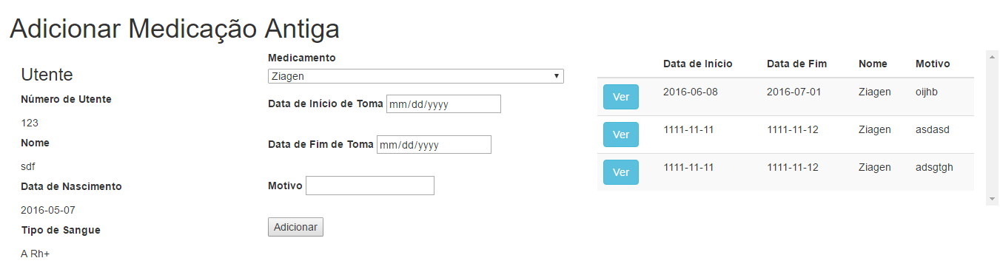 Adicionar Medicação Antiga
Utente
Número de Utente
123
Nome
sdf
Data de Nascimento
2016-05-07
Tipo de Sangue
A Rh+
Medicamento
Ziagen
Data de Início de Toma mm/dd/yyyy
Data de Fim de Toma mm/dd/yyyy
Motivo
Adicionar
Data de Início Data de Fim Nome Motivo
Ver 2016-06-08 2016-07-01 Ziagen oijhb
Ver 1111-11-11 1111-11-12 Ziagen asdasd
Ver 1111-11-11 1111-11-12 Ziagen adsgtgh